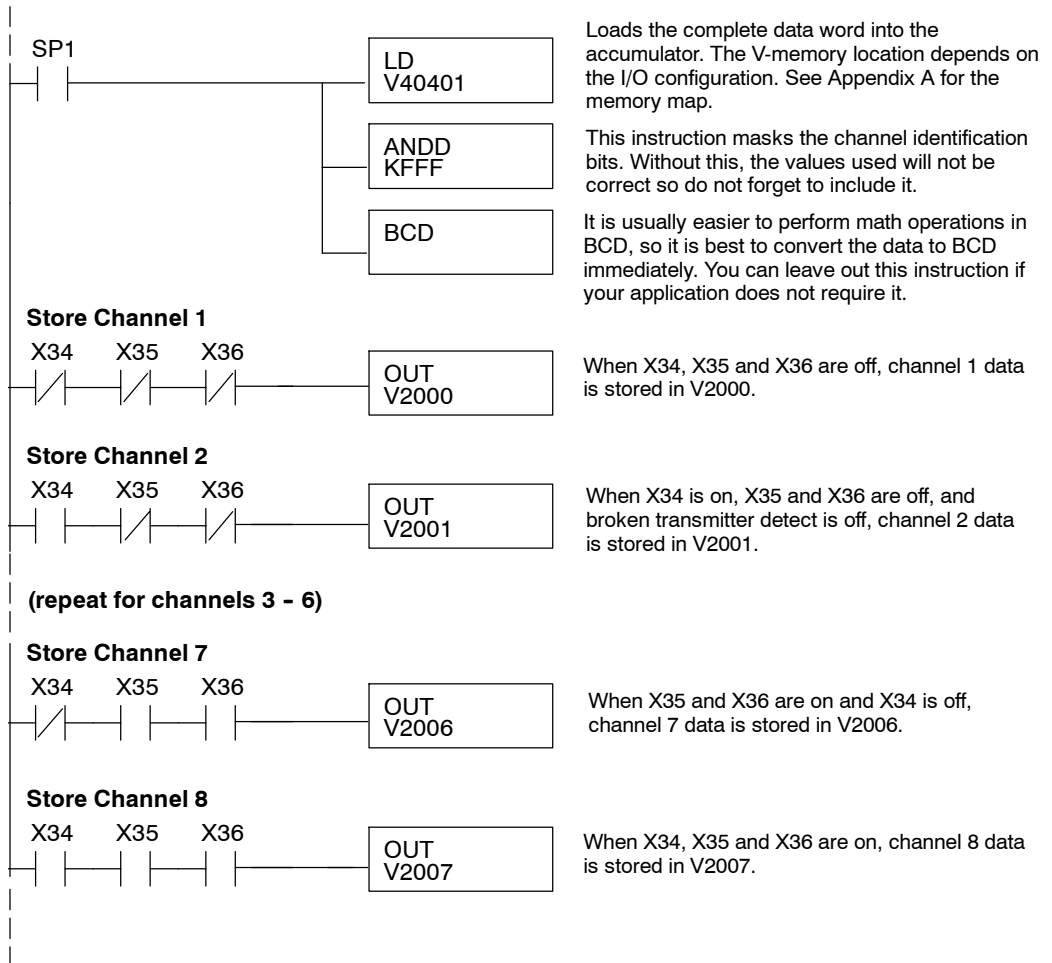 SP1
LD
V40401
Loads the complete data word into the
accumulator. The V-memory location depends on
the I/O configuration. See Appendix A for the
memory map.
ANDD
KFFF
This instruction masks the channel identification
bits. Without this, the values used will not be
correct so do not forget to include it.
BCD
It is usually easier to perform math operations in
BCD, so it is best to convert the data to BCD
immediately. You can leave out this instruction if
your application does not require it.
Store Channel 1
X34 X35 X36
OUT
V2000
When X34, X35 and X36 are off, channel 1 data
is stored in V2000.
Store Channel 2
X34 X35 X36
OUT
V2001
When X34 is on, X35 and X36 are off, and
broken transmitter detect is off, channel 2 data
is stored in V2001.
(repeat for channels 3 - 6)
Store Channel 7
X34 X35 X36
OUT
V2006
When X35 and X36 are on and X34 is off,
channel 7 data is stored in V2006.
Store Channel 8
X34 X35 X36
OUT
V2007
When X34, X35 and X36 are on, channel 8 data
is stored in V2007.